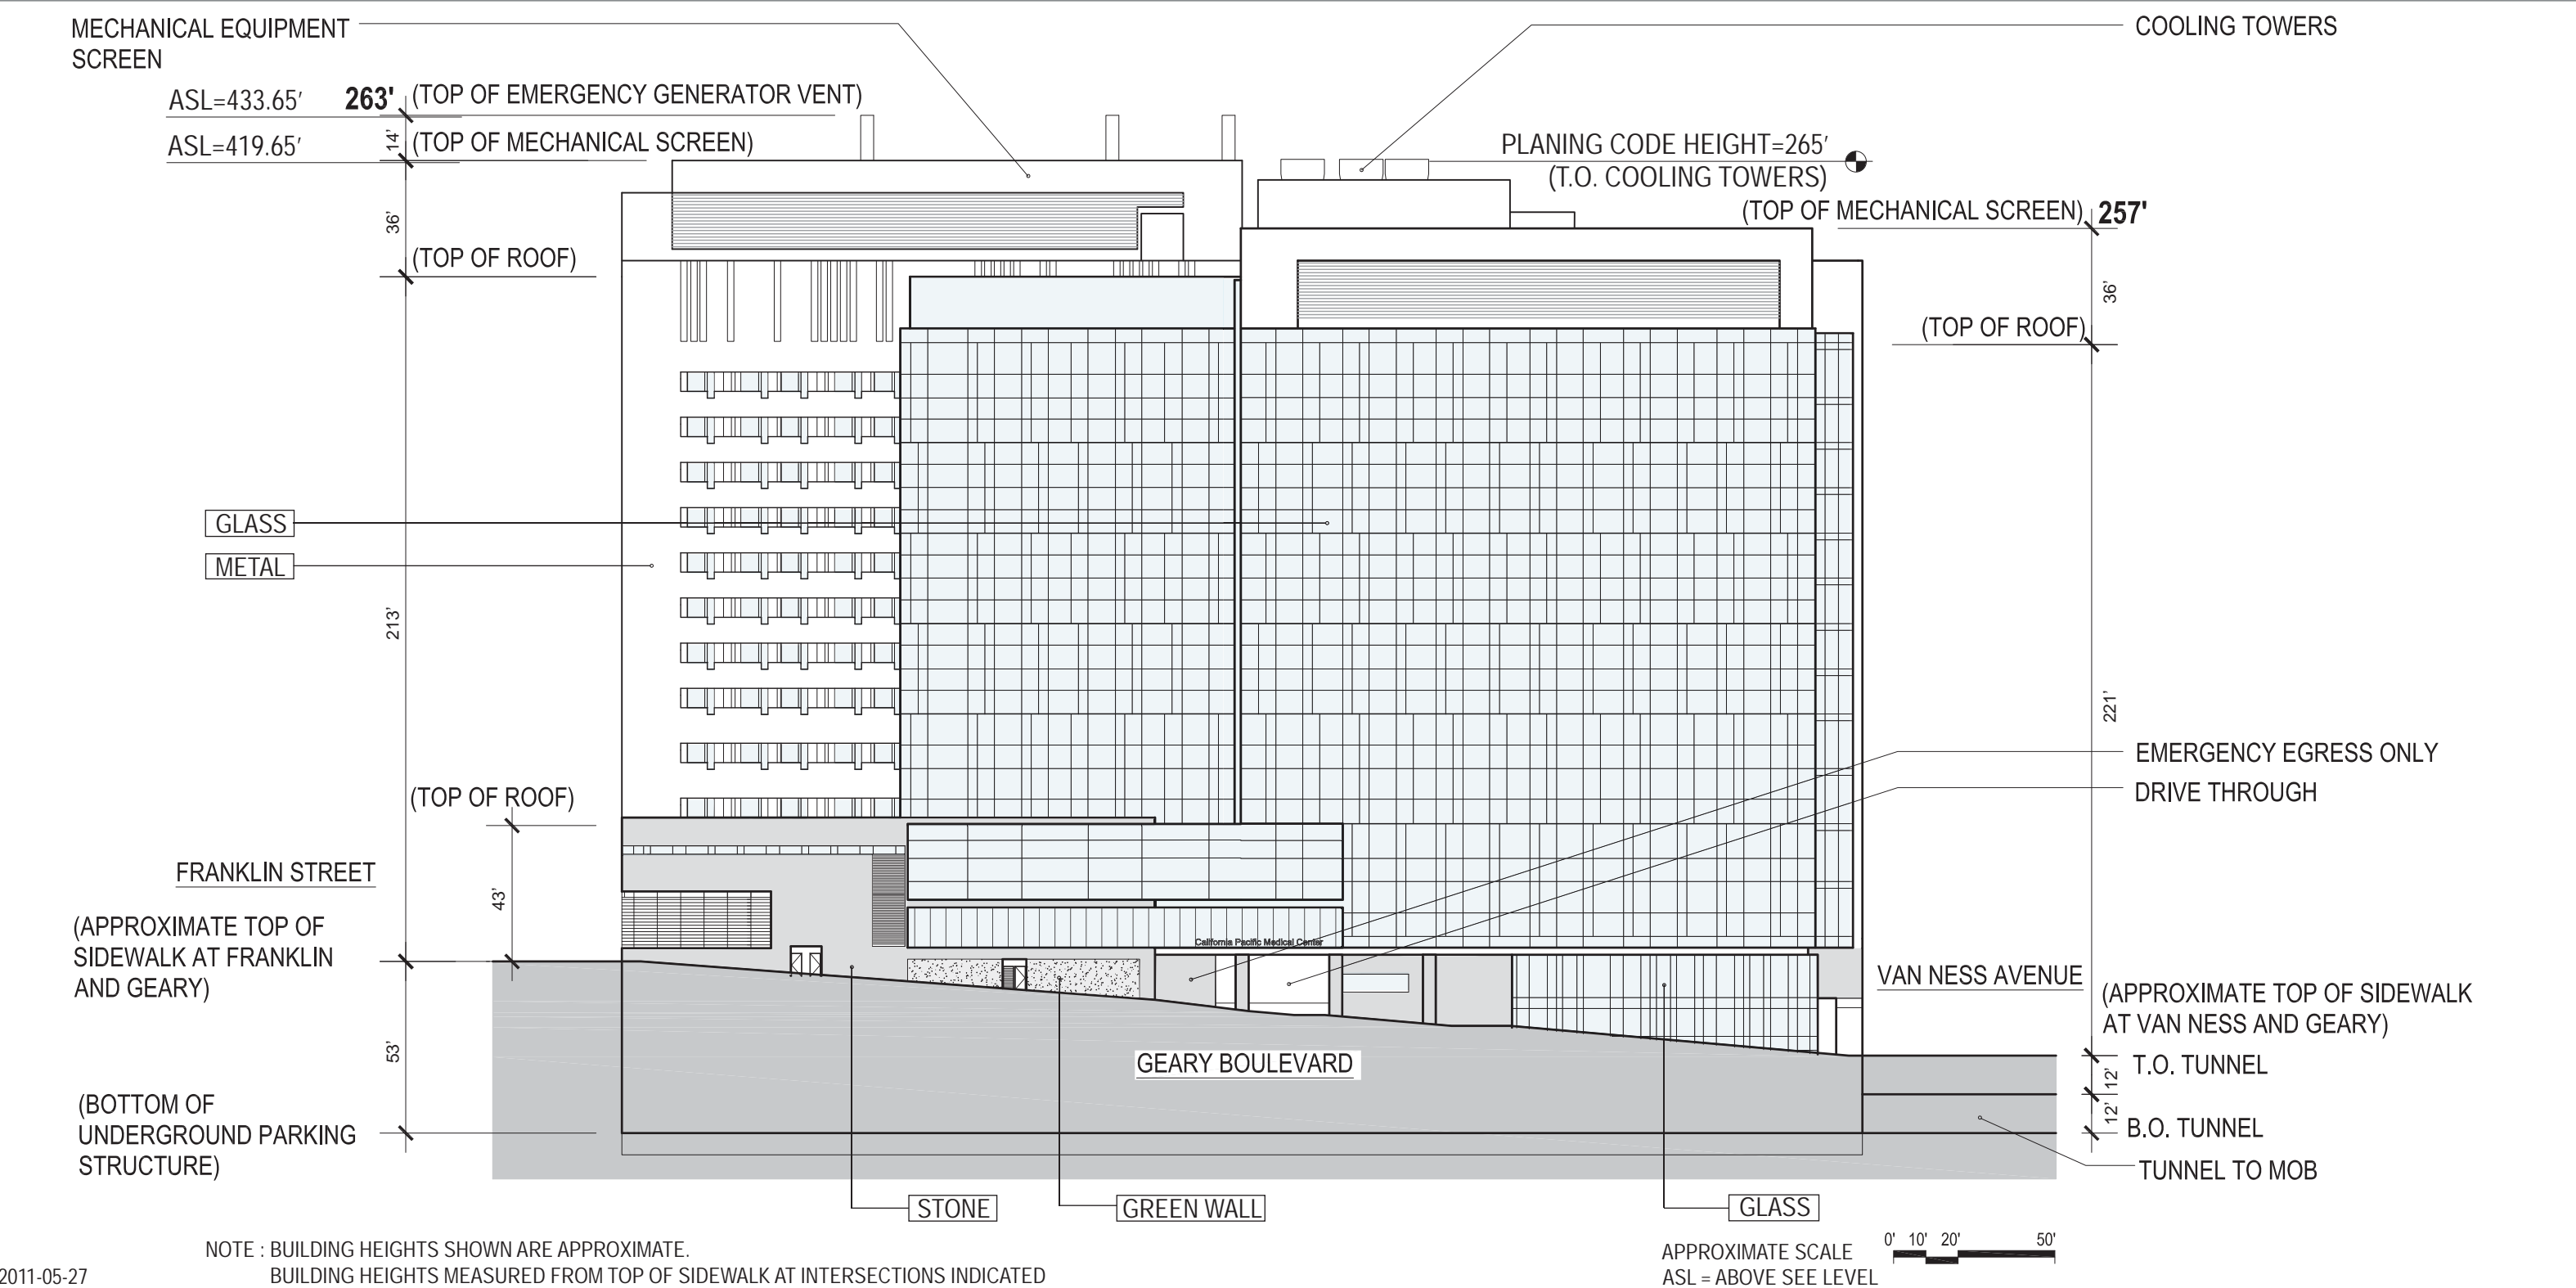 MECHANICAL EQUIPMENT
SCREEN
COOLING TOWERS
ASL=433.65' 263' (TOP OF EMERGENCY GENERATOR VENT)
14'
ASL=419.65' (TOP OF MECHANICAL SCREEN)
PLANING CODE HEIGHT=265'
(T.O. COOLING TOWERS)
(TOP OF MECHANICAL SCREEN) 257'
36'
(TOP OF ROOF)
36'
(TOP OF ROOF)
GLASS
METAL
213'
221'
EMERGENCY EGRESS ONLY
DRIVE THROUGH
(TOP OF ROOF)
43'
FRANKLIN STREET
(APPROXIMATE TOP OF
SIDEWALK AT FRANKLIN
AND GEARY)
California Pacific Medical Center
VAN NESS AVENUE
(APPROXIMATE TOP OF SIDEWALK
AT VAN NESS AND GEARY)
53'
GEARY BOULEVARD
T.O. TUNNEL
12'
12'
B.O. TUNNEL
(BOTTOM OF
UNDERGROUND PARKING
STRUCTURE)
TUNNEL TO MOB
STONE
GREEN WALL
GLASS
NOTE : BUILDING HEIGHTS SHOWN ARE APPROXIMATE.
BUILDING HEIGHTS MEASURED FROM TOP OF SIDEWALK AT INTERSECTIONS INDICATED
2011-05-27
0' 10' 20' 50'
APPROXIMATE SCALE
ASL = ABOVE SEE LEVEL